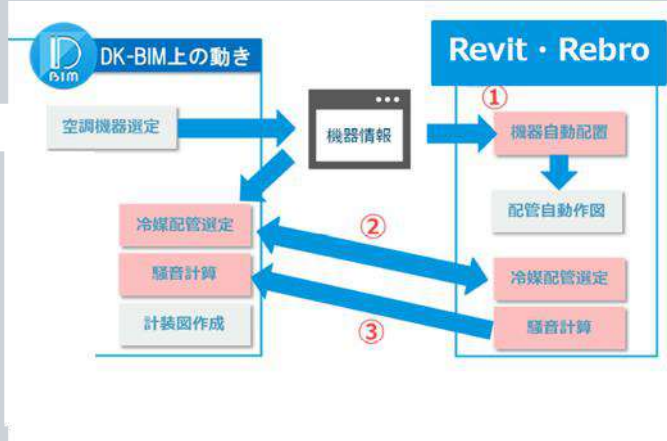 D
BIM
DK-BIM上の動き
Revit・Rebro
空調機器選定
機器情報
①
機器自動配置
配管自動作図
冷媒配管選定
②
騒音計算
冷媒配管選定
計装図作成
③
騒音計算